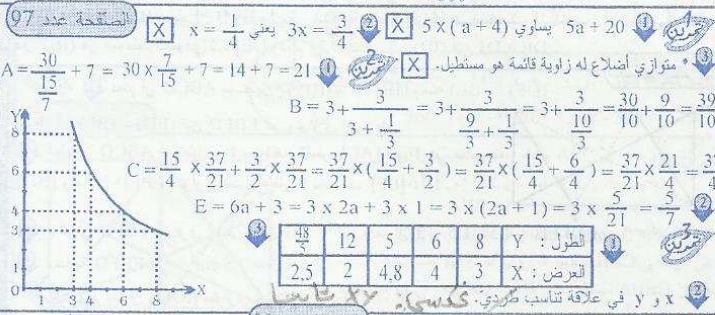 الصفحة عدد 97
تمرين 1 ① 5a + 20 يساوي 5 x ( a + 4) X ② 3x = 3/4 يعني x = 1/4 X
③ * متوازي أضلاع له زاوية قائمة هو مستطيل. X
تمرين 2 ① A = 30/(15/7) + 7 = 30 x 7/15 + 7 = 14 + 7 = 21
B = 3 + 3/(3 + 1/3) = 3 + 3/(9/3 + 1/3) = 3 + 3/(10/3) = 30/10 + 9/10 = 39/10
C = 15/4 x 37/21 + 3/2 x 37/21 = 37/21 x ( 15/4 + 3/2 ) = 37/21 x ( 15/4 + 6/4 ) = 37/21 x 21/4 =
② E = 6a + 3 = 3 x 2a + 3 x 1 = 3 x (2a + 1) = 3 x 5/21 = 5/7
تمرين 3 ①
الطول : Y 8 6 5 12 48/5
العرض : X 3 4 4.8 2 2.5
② x و y في علاقة تناسب طردي. عكسي:
③
Y
8
6
4
3
0 1 3 4 6 8 X